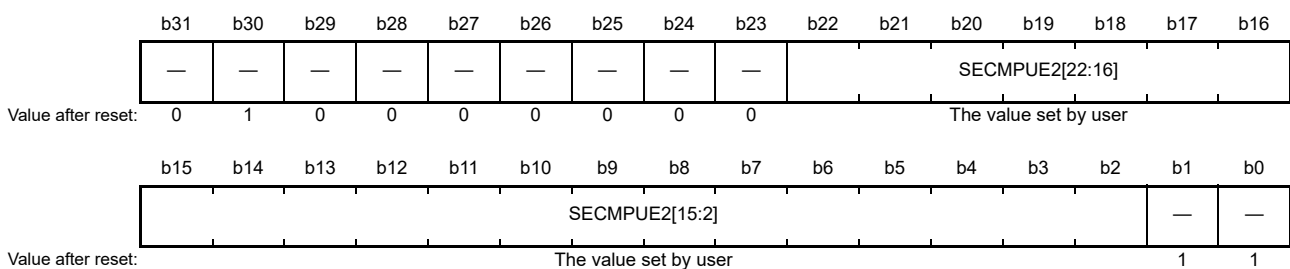 b31 b30 b29 b28 b27 b26 b25 b24 b23 b22 b21 b20 b19 b18 b17 b16
— — — — — — — — — SECMPUE2[22:16]
Value after reset: 0 1 0 0 0 0 0 0 0 The value set by user
b15 b14 b13 b12 b11 b10 b9 b8 b7 b6 b5 b4 b3 b2 b1 b0
SECMPUE2[15:2] — —
Value after reset: The value set by user 1 1